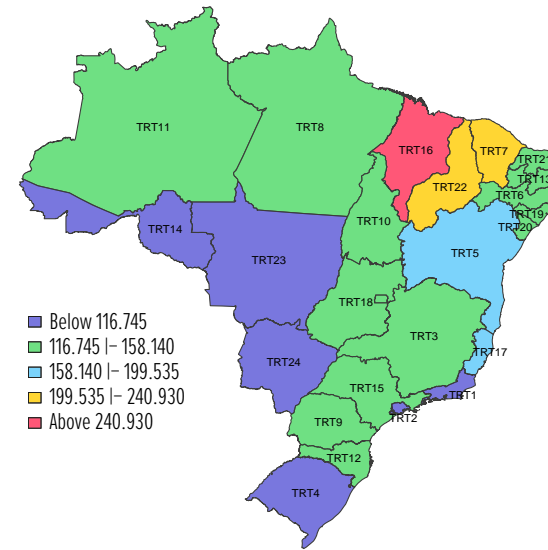 TRT11
TRT8
TRT16
TRT7
TRT22
TRT21
TRT13
TRT6
TRT19
TRT20
TRT10
TRT14
TRT23
TRT5
TRT18
TRT3
TRT17
TRT24
TRT15
TRT1
TRT2
TRT9
TRT12
TRT4
Below 116.745
116.745 |– 158.140
158.140 |– 199.535
199.535 |– 240.930
Above 240.930